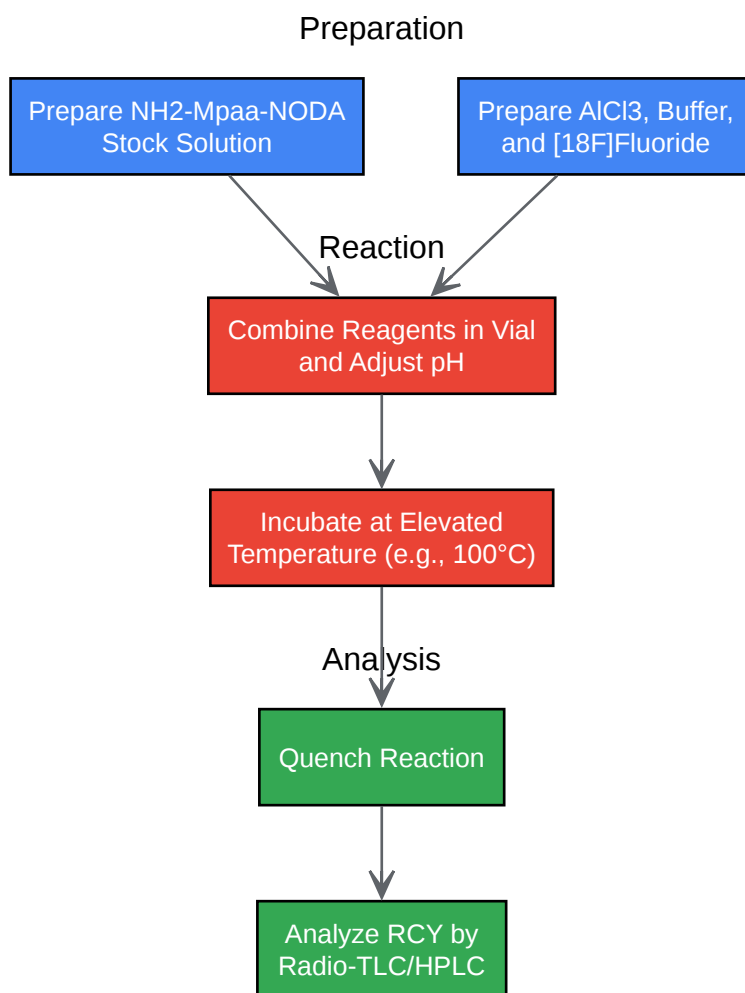 Preparation
Prepare NH2-Mpaa-NODA
Stock Solution
Prepare AlCl3, Buffer,
and [18F]Fluoride
Reaction
Combine Reagents in Vial
and Adjust pH
Incubate at Elevated
Temperature (e.g., 100°C)
Analysis
Quench Reaction
Analyze RCY by
Radio-TLC/HPLC